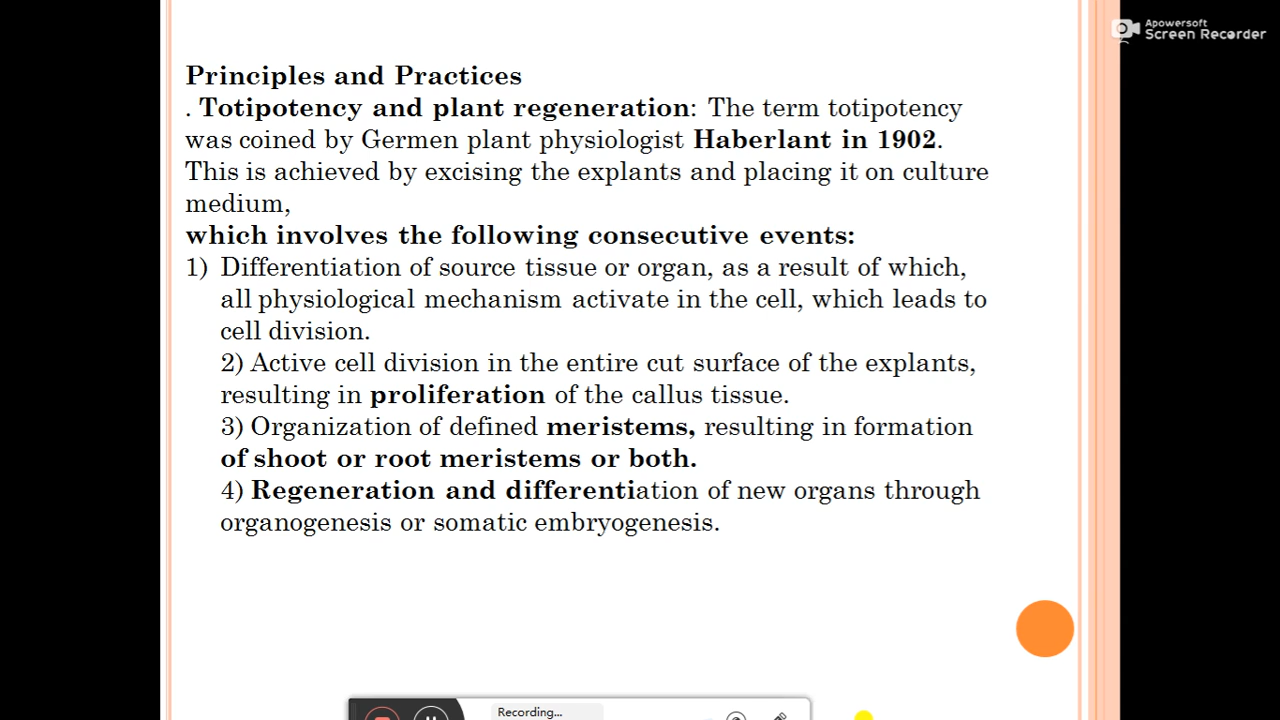 Apowersoft
Screen Recorder
Principles and Practices
. Totipotency and plant regeneration: The term totipotency
was coined by Germen plant physiologist Haberlant in 1902.
This is achieved by excising the explants and placing it on culture
medium,
which involves the following consecutive events:
1) Differentiation of source tissue or organ, as a result of which,
all physiological mechanism activate in the cell, which leads to
cell division.
2) Active cell division in the entire cut surface of the explants,
resulting in proliferation of the callus tissue.
3) Organization of defined meristems, resulting in formation
of shoot or root meristems or both.
4) Regeneration and differentiation of new organs through
organogenesis or somatic embryogenesis.
Recording...